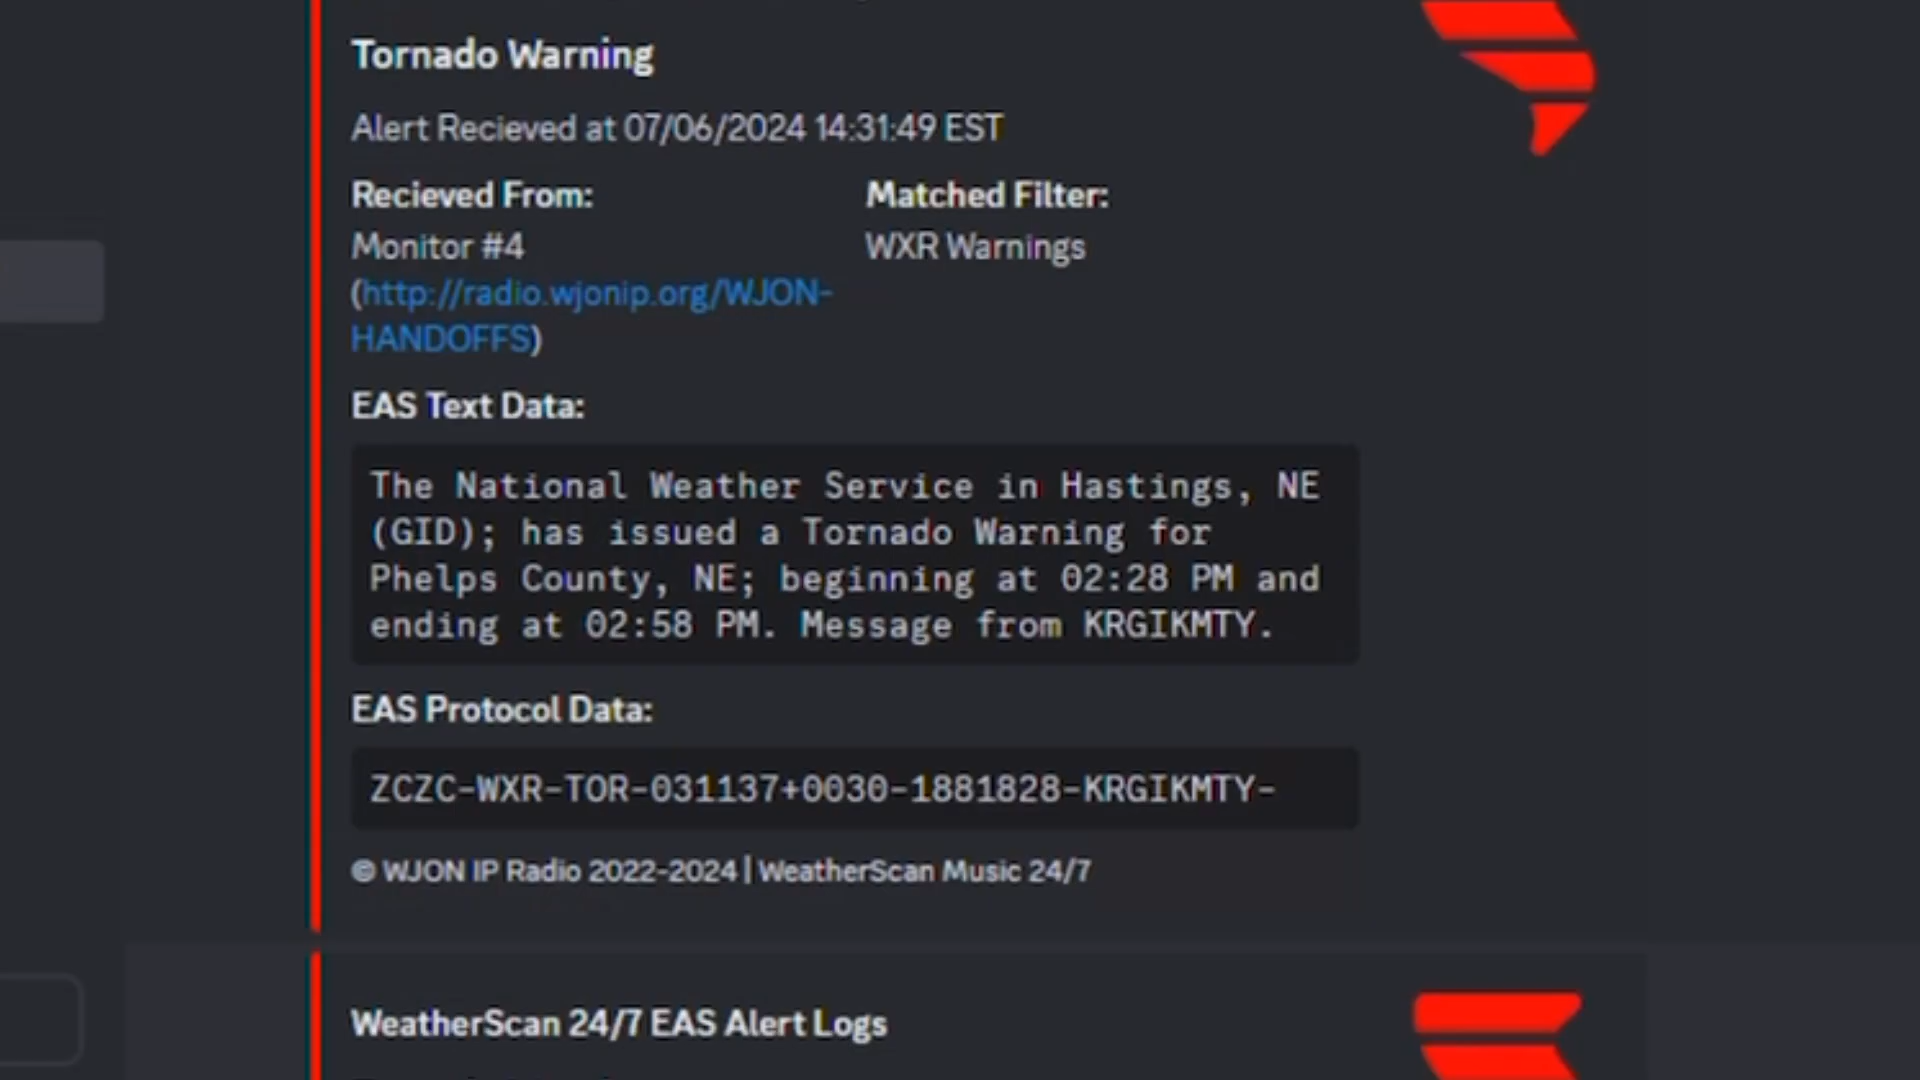 Tornado Warning
Alert Recieved at 07/06/2024 14:31:49 EST
Recieved From:
Matched Filter:
Monitor #4
WXR Warnings
(http://radio.wjonip.org/WJON-
HANDOFFS)
EAS Text Data:
The National Weather Service in Hastings, NE
(GID); has issued a Tornado Warning for
Phelps County, NE; beginning at 02:28 PM and
ending at 02:58 PM. Message from KRGIKMTY.
EAS Protocol Data:
ZCZC-WXR-TOR-031137+0030-1881828-KRGIKMTY-
© WJON IP Radio 2022-2024 | WeatherScan Music 24/7
WeatherScan 24/7 EAS Alert Logs